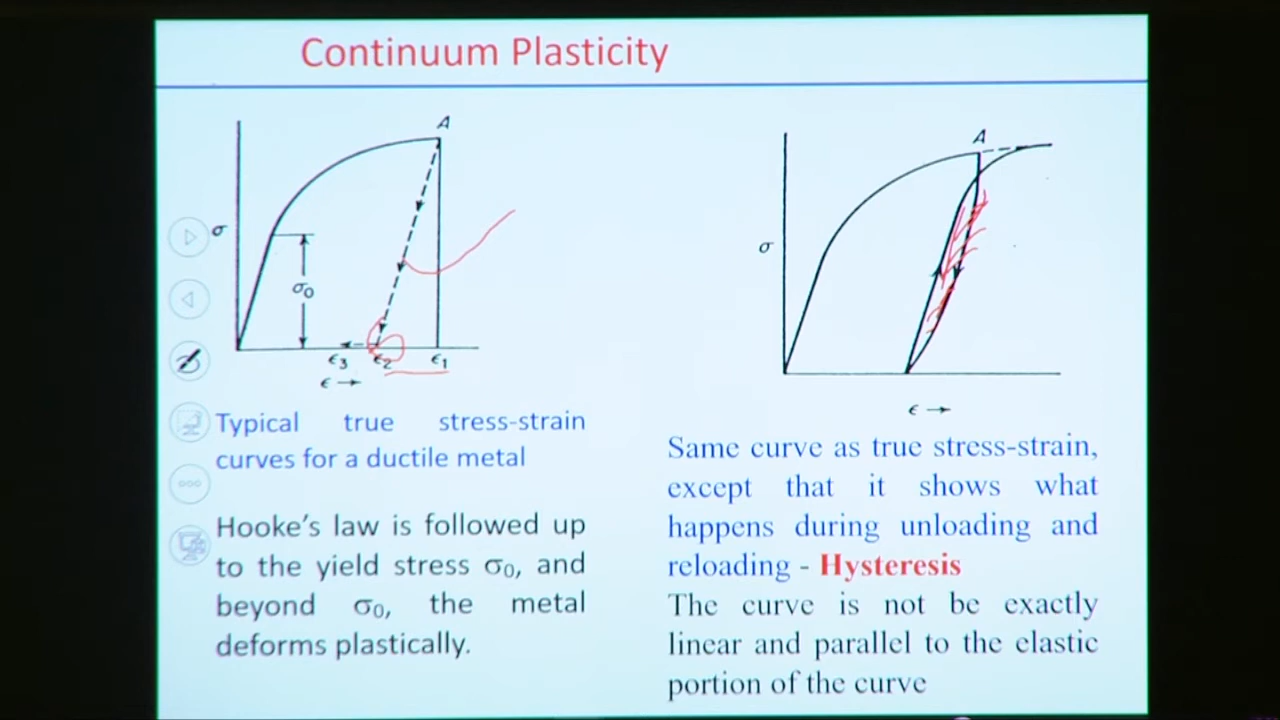 Continuum Plasticity
A
σ
σ0
ϵ3 ϵ2 ϵ1
ϵ →
Typical true stress-strain
curves for a ductile metal
Hooke's law is followed up
to the yield stress σ0, and
beyond σ0, the metal
deforms plastically.
A
σ
ϵ →
Same curve as true stress-strain,
except that it shows what
happens during unloading and
reloading - Hysteresis
The curve is not be exactly
linear and parallel to the elastic
portion of the curve